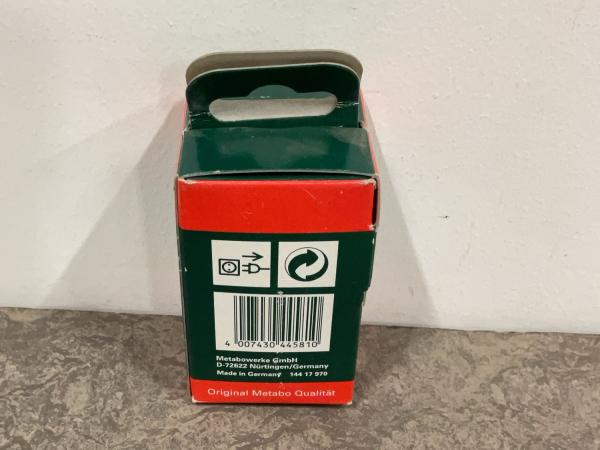 4 007430 445810
Metabowerke GmbH
D-72622 Nürtingen/Germany
Made in Germany 144 17 970
Original Metabo Qualität